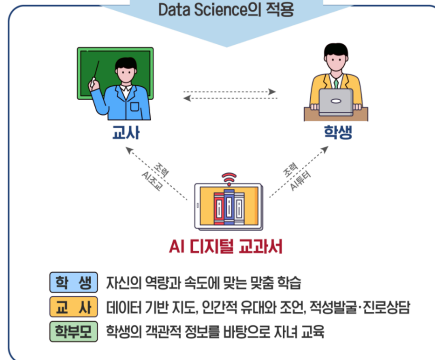 Data Science의 적용
교사
학생
조력
AI조교
조력
AI튜터
AI 디지털 교과서
학 생 자신의 역량과 속도에 맞는 맞춤 학습
교 사 데이터 기반 지도, 인간적 유대와 조언, 적성발굴·진로상담
학부모 학생의 객관적 정보를 바탕으로 자녀 교육